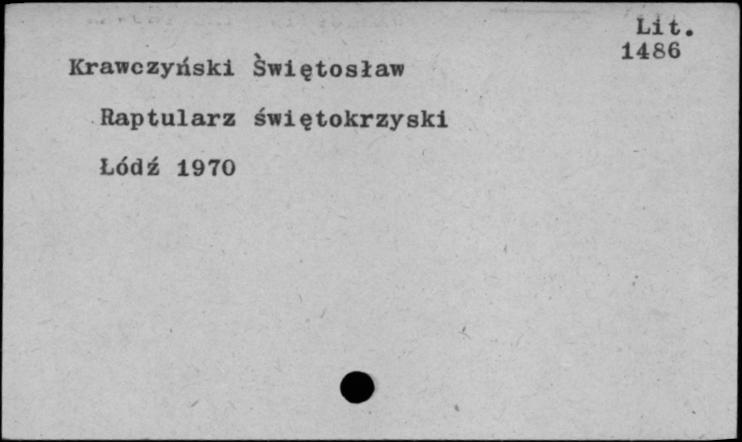 Lit.
1486
Krawczyński Świętosław
Raptularz świętokrzyski
Łódź 1970